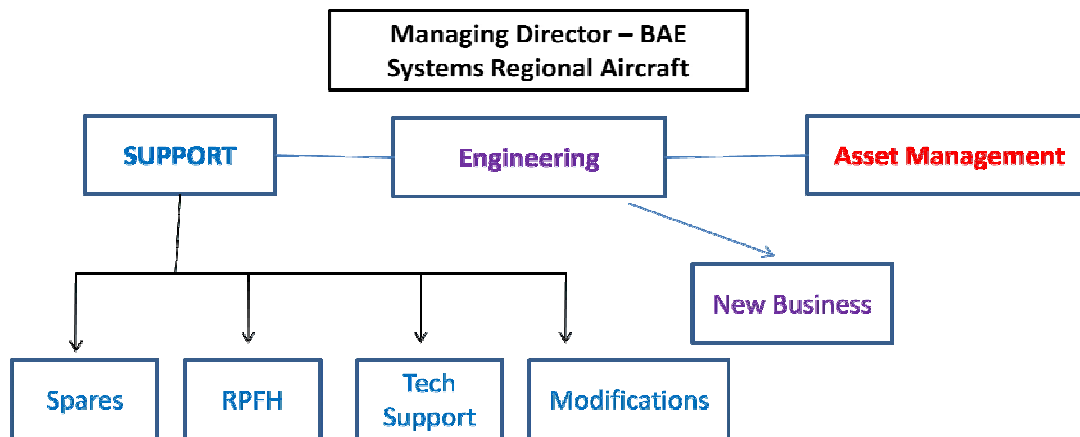 Managing Director – BAE
Systems Regional Aircraft
SUPPORT
Engineering
Asset Management
New Business
Spares
RPFH
Tech
Support
Modifications